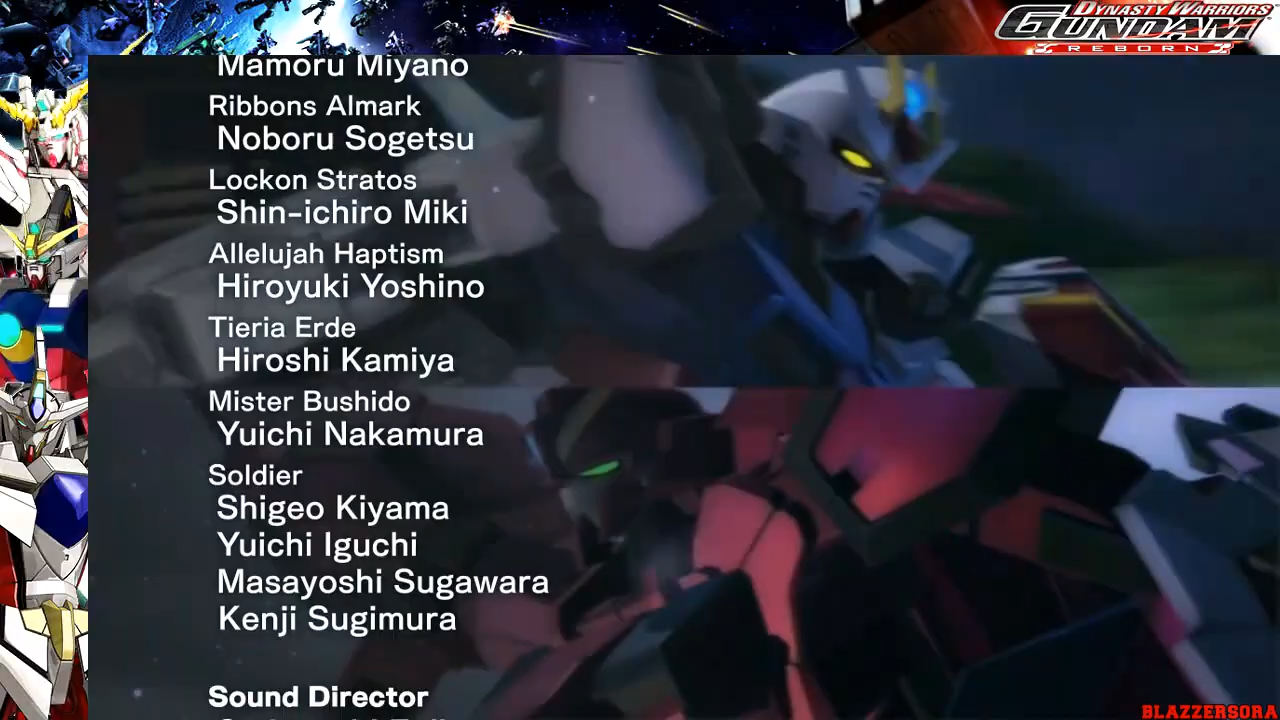 DYNASTY WARRIORS
GUNDAM
REBORN
Mamoru Miyano
Ribbons Almark
Noboru Sogetsu
Lockon Stratos
Shin-ichiro Miki
Allelujah Haptism
Hiroyuki Yoshino
Tieria Erde
Hiroshi Kamiya
Mister Bushido
Yuichi Nakamura
Soldier
Shigeo Kiyama
Yuichi Iguchi
Masayoshi Sugawara
Kenji Sugimura
Sound Director
BLAZZERSORA